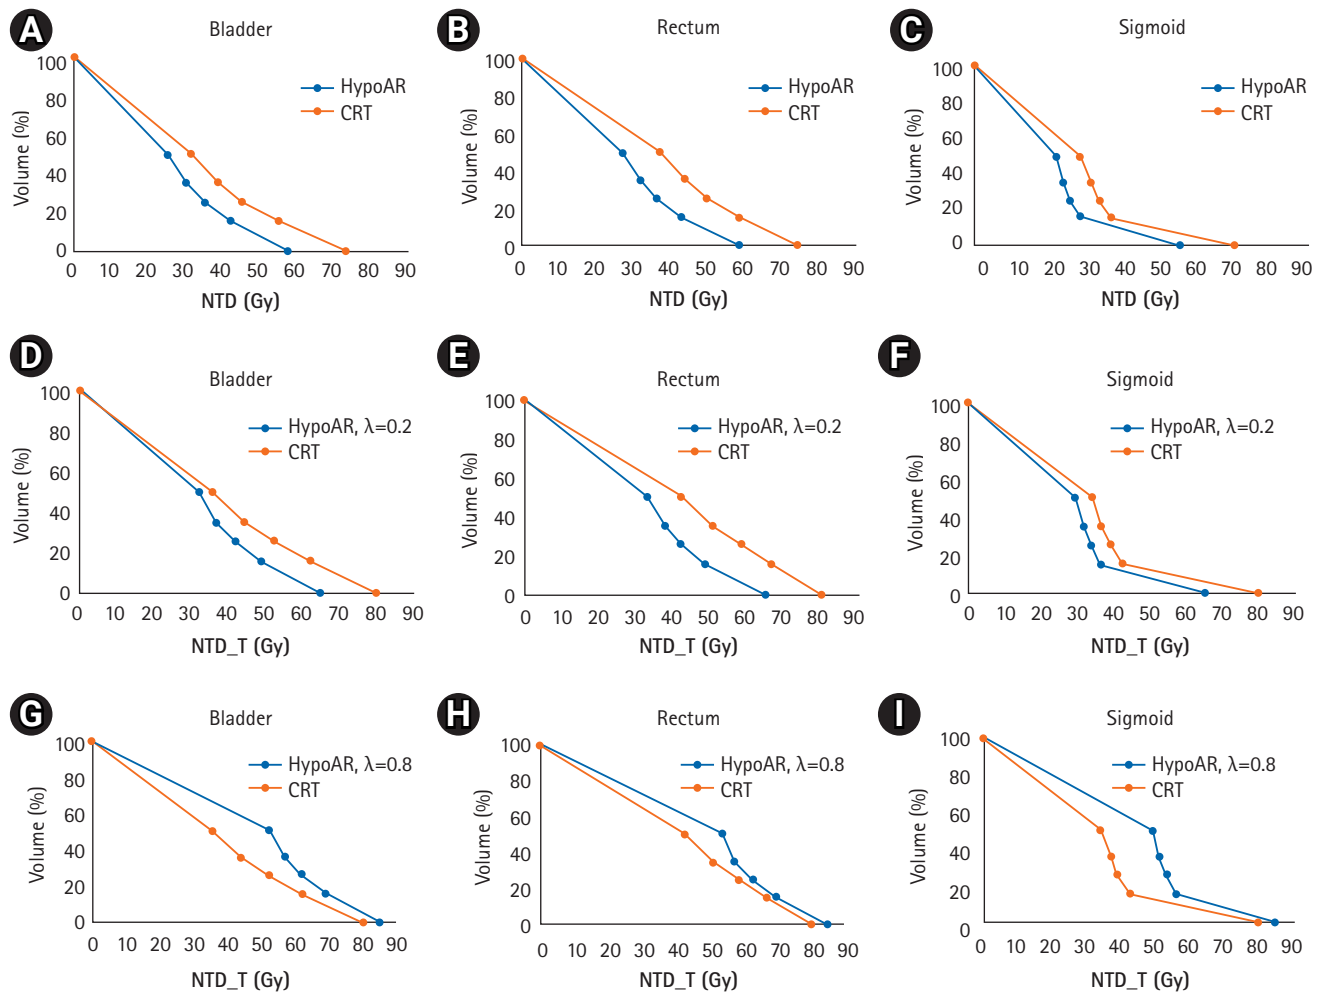 A
Bladder
HypoAR
CRT
Volume (%)
100
80
60
40
20
0
0 10 20 30 40 50 60 70 80 90
NTD (Gy)
B
Rectum
HypoAR
CRT
Volume (%)
100
80
60
40
20
0
0 10 20 30 40 50 60 70 80 90
NTD (Gy)
C
Sigmoid
HypoAR
CRT
Volume (%)
100
80
60
40
20
0
0 10 20 30 40 50 60 70 80 90
NTD (Gy)
D
Bladder
HypoAR, λ=0.2
CRT
Volume (%)
100
80
60
40
20
0
0 10 20 30 40 50 60 70 80 90
NTD_T (Gy)
E
Rectum
HypoAR, λ=0.2
CRT
Volume (%)
100
80
60
40
20
0
0 10 20 30 40 50 60 70 80 90
NTD_T (Gy)
F
Sigmoid
HypoAR, λ=0.2
CRT
Volume (%)
100
80
60
40
20
0
0 10 20 30 40 50 60 70 80 90
NTD_T (Gy)
G
Bladder
HypoAR, λ=0.8
CRT
Volume (%)
100
80
60
40
20
0
0 10 20 30 40 50 60 70 80 90
NTD_T (Gy)
H
Rectum
HypoAR, λ=0.8
CRT
Volume (%)
100
80
60
40
20
0
0 10 20 30 40 50 60 70 80 90
NTD_T (Gy)
I
Sigmoid
HypoAR, λ=0.8
CRT
Volume (%)
100
80
60
40
20
0
0 10 20 30 40 50 60 70 80 90
NTD_T (Gy)